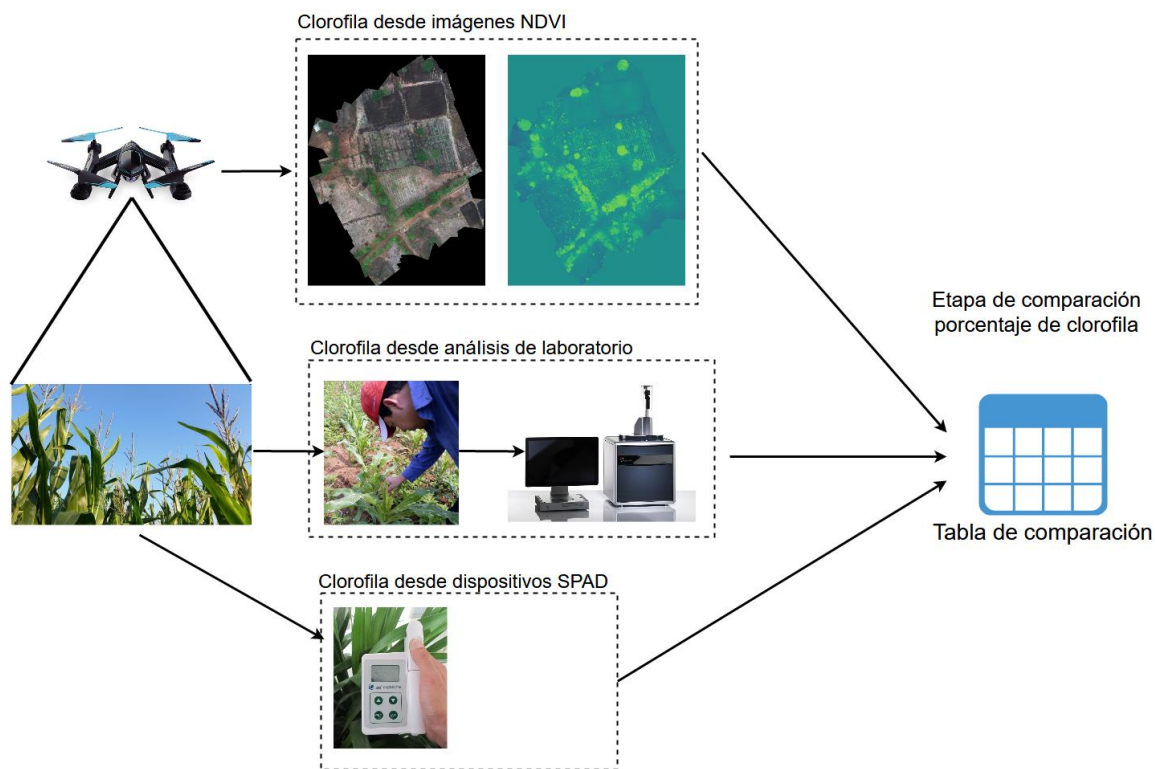 Clorofila desde imágenes NDVI
Clorofila desde análisis de laboratorio
Clorofila desde dispositivos SPAD
Etapa de comparación
porcentaje de clorofila
Tabla de comparación